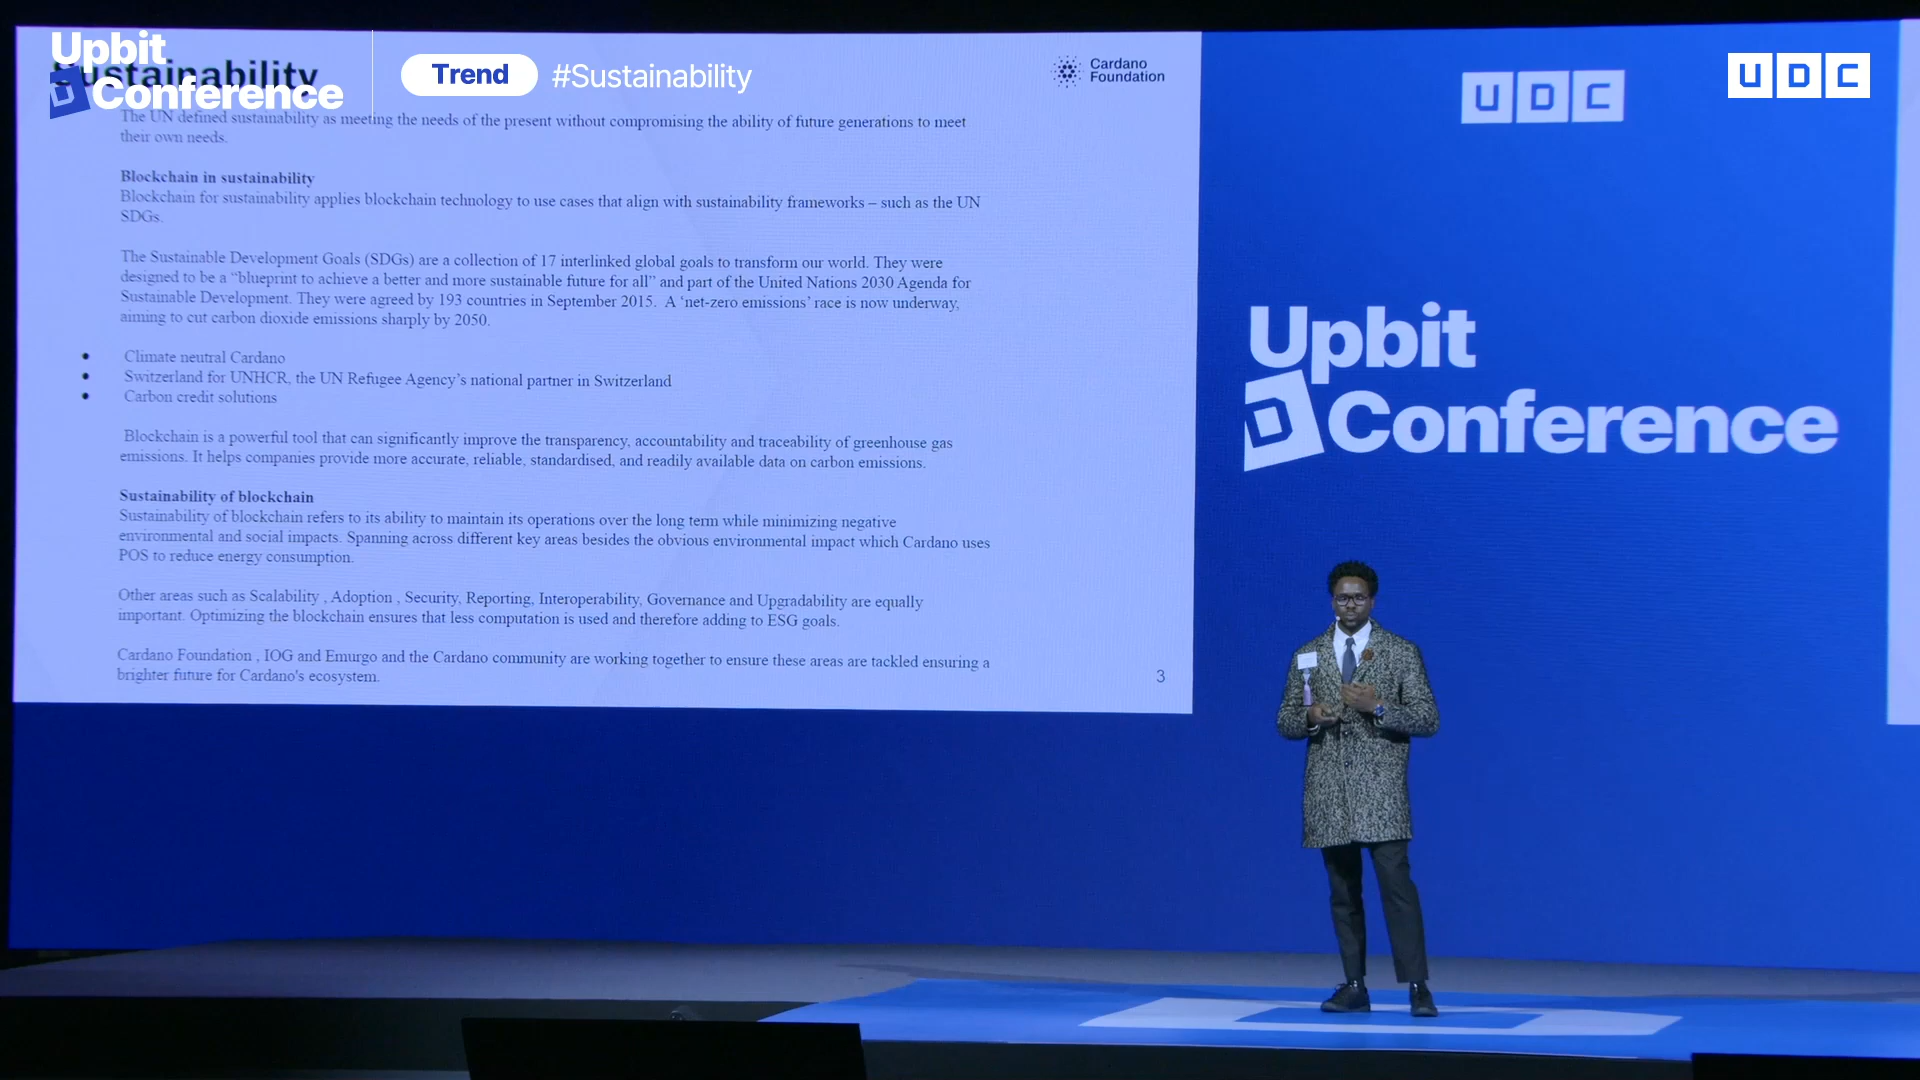 Upbit
Conference
Trend
#Sustainability
UDC
Sustainability
Cardano
Foundation
The UN defined sustainability as meeting the needs of the present without compromising the ability of future generations to meet
their own needs.
Blockchain in sustainability
Blockchain for sustainability applies blockchain technology to use cases that align with sustainability frameworks – such as the UN
SDGs.
The Sustainable Development Goals (SDGs) are a collection of 17 interlinked global goals to transform our world. They were
designed to be a “blueprint to achieve a better and more sustainable future for all” and part of the United Nations 2030 Agenda for
Sustainable Development. They were agreed by 193 countries in September 2015. A ‘net-zero emissions’ race is now underway,
aiming to cut carbon dioxide emissions sharply by 2050.
• Climate neutral Cardano
• Switzerland for UNHCR, the UN Refugee Agency’s national partner in Switzerland
• Carbon credit solutions
Blockchain is a powerful tool that can significantly improve the transparency, accountability and traceability of greenhouse gas
emissions. It helps companies provide more accurate, reliable, standardised, and readily available data on carbon emissions.
Sustainability of blockchain
Sustainability of blockchain refers to its ability to maintain its operations over the long term while minimizing negative
environmental and social impacts. Spanning across different key areas besides the obvious environmental impact which Cardano uses
POS to reduce energy consumption.
Other areas such as Scalability , Adoption , Security, Reporting, Interoperability, Governance and Upgradability are equally
important. Optimizing the blockchain ensures that less computation is used and therefore adding to ESG goals.
Cardano Foundation , IOG and Emurgo and the Cardano community are working together to ensure these areas are tackled ensuring a
brighter future for Cardano's ecosystem.
3
UDC
Upbit
D Conference